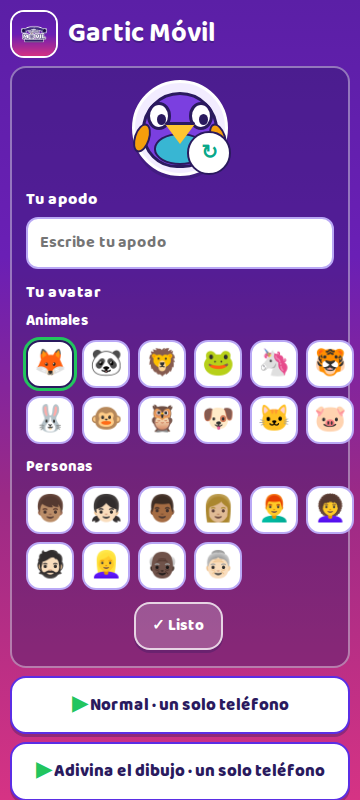 Gartic Móvil
Tu apodo
Escribe tu apodo
Tu avatar
Animales
Personas
✓ Listo
▶Normal · un solo teléfono
▶Adivina el dibujo · un solo teléfono